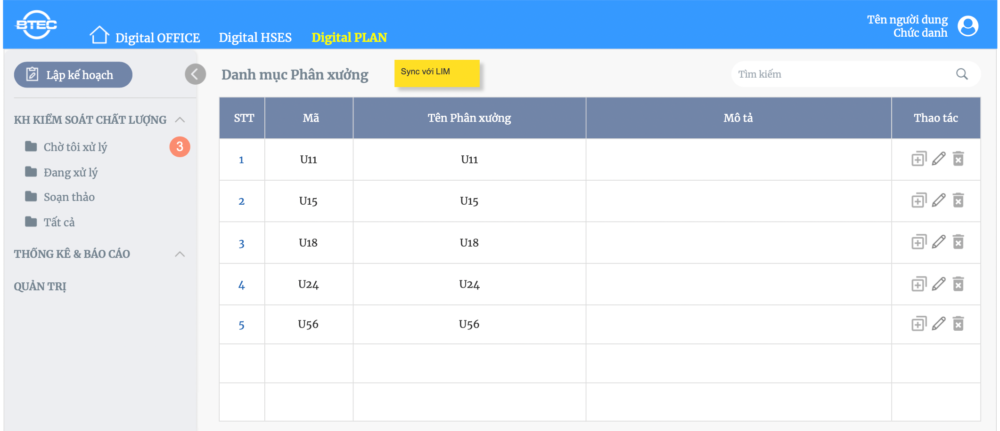 BTEC
Digital OFFICE
Digital HSES
Digital PLAN
Tên người dung
Chức danh
Lập kế hoạch
KH KIỂM SOÁT CHẤT LƯỢNG
Chờ tôi xử lý
3
Đang xử lý
Soạn thảo
Tất cả
THỐNG KÊ & BÁO CÁO
QUẢN TRỊ
Danh mục Phân xưởng
Sync với LIM
Tìm kiếm
STT Mã Tên Phân xưởng Mô tả Thao tác
1 U11 U11
2 U15 U15
3 U18 U18
4 U24 U24
5 U56 U56